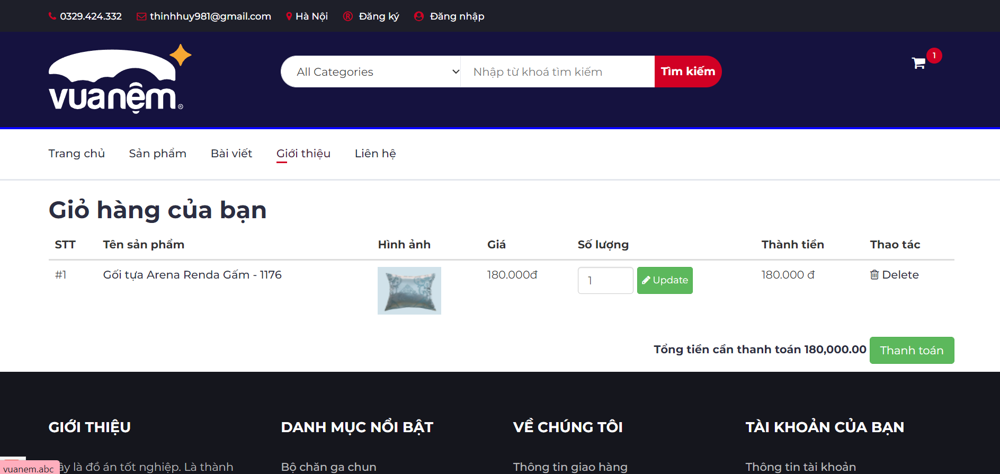 0329.424.332 thinhhuy981@gmail.com Hà Nội Đăng ký Đăng nhập
vuanệm ®
All Categories Nhập từ khoá tìm kiếm Tìm kiếm
1
Trang chủ Sản phẩm Bài viết Giới thiệu Liên hệ
Giỏ hàng của bạn
STT Tên sản phẩm Hình ảnh Giá Số lượng Thành tiền Thao tác
#1 Gối tựa Arena Renda Gấm - 1176 180.000đ 1 Update 180.000 đ Delete
Tổng tiền cần thanh toán 180,000.00 Thanh toán
GIỚI THIỆU DANH MỤC NỔI BẬT VỀ CHÚNG TÔI TÀI KHOẢN CỦA BẠN
ây là đồ án tốt nghiệp. Là thành Bộ chăn ga chun Thông tin giao hàng Thông tin tài khoản
vuanem.abc